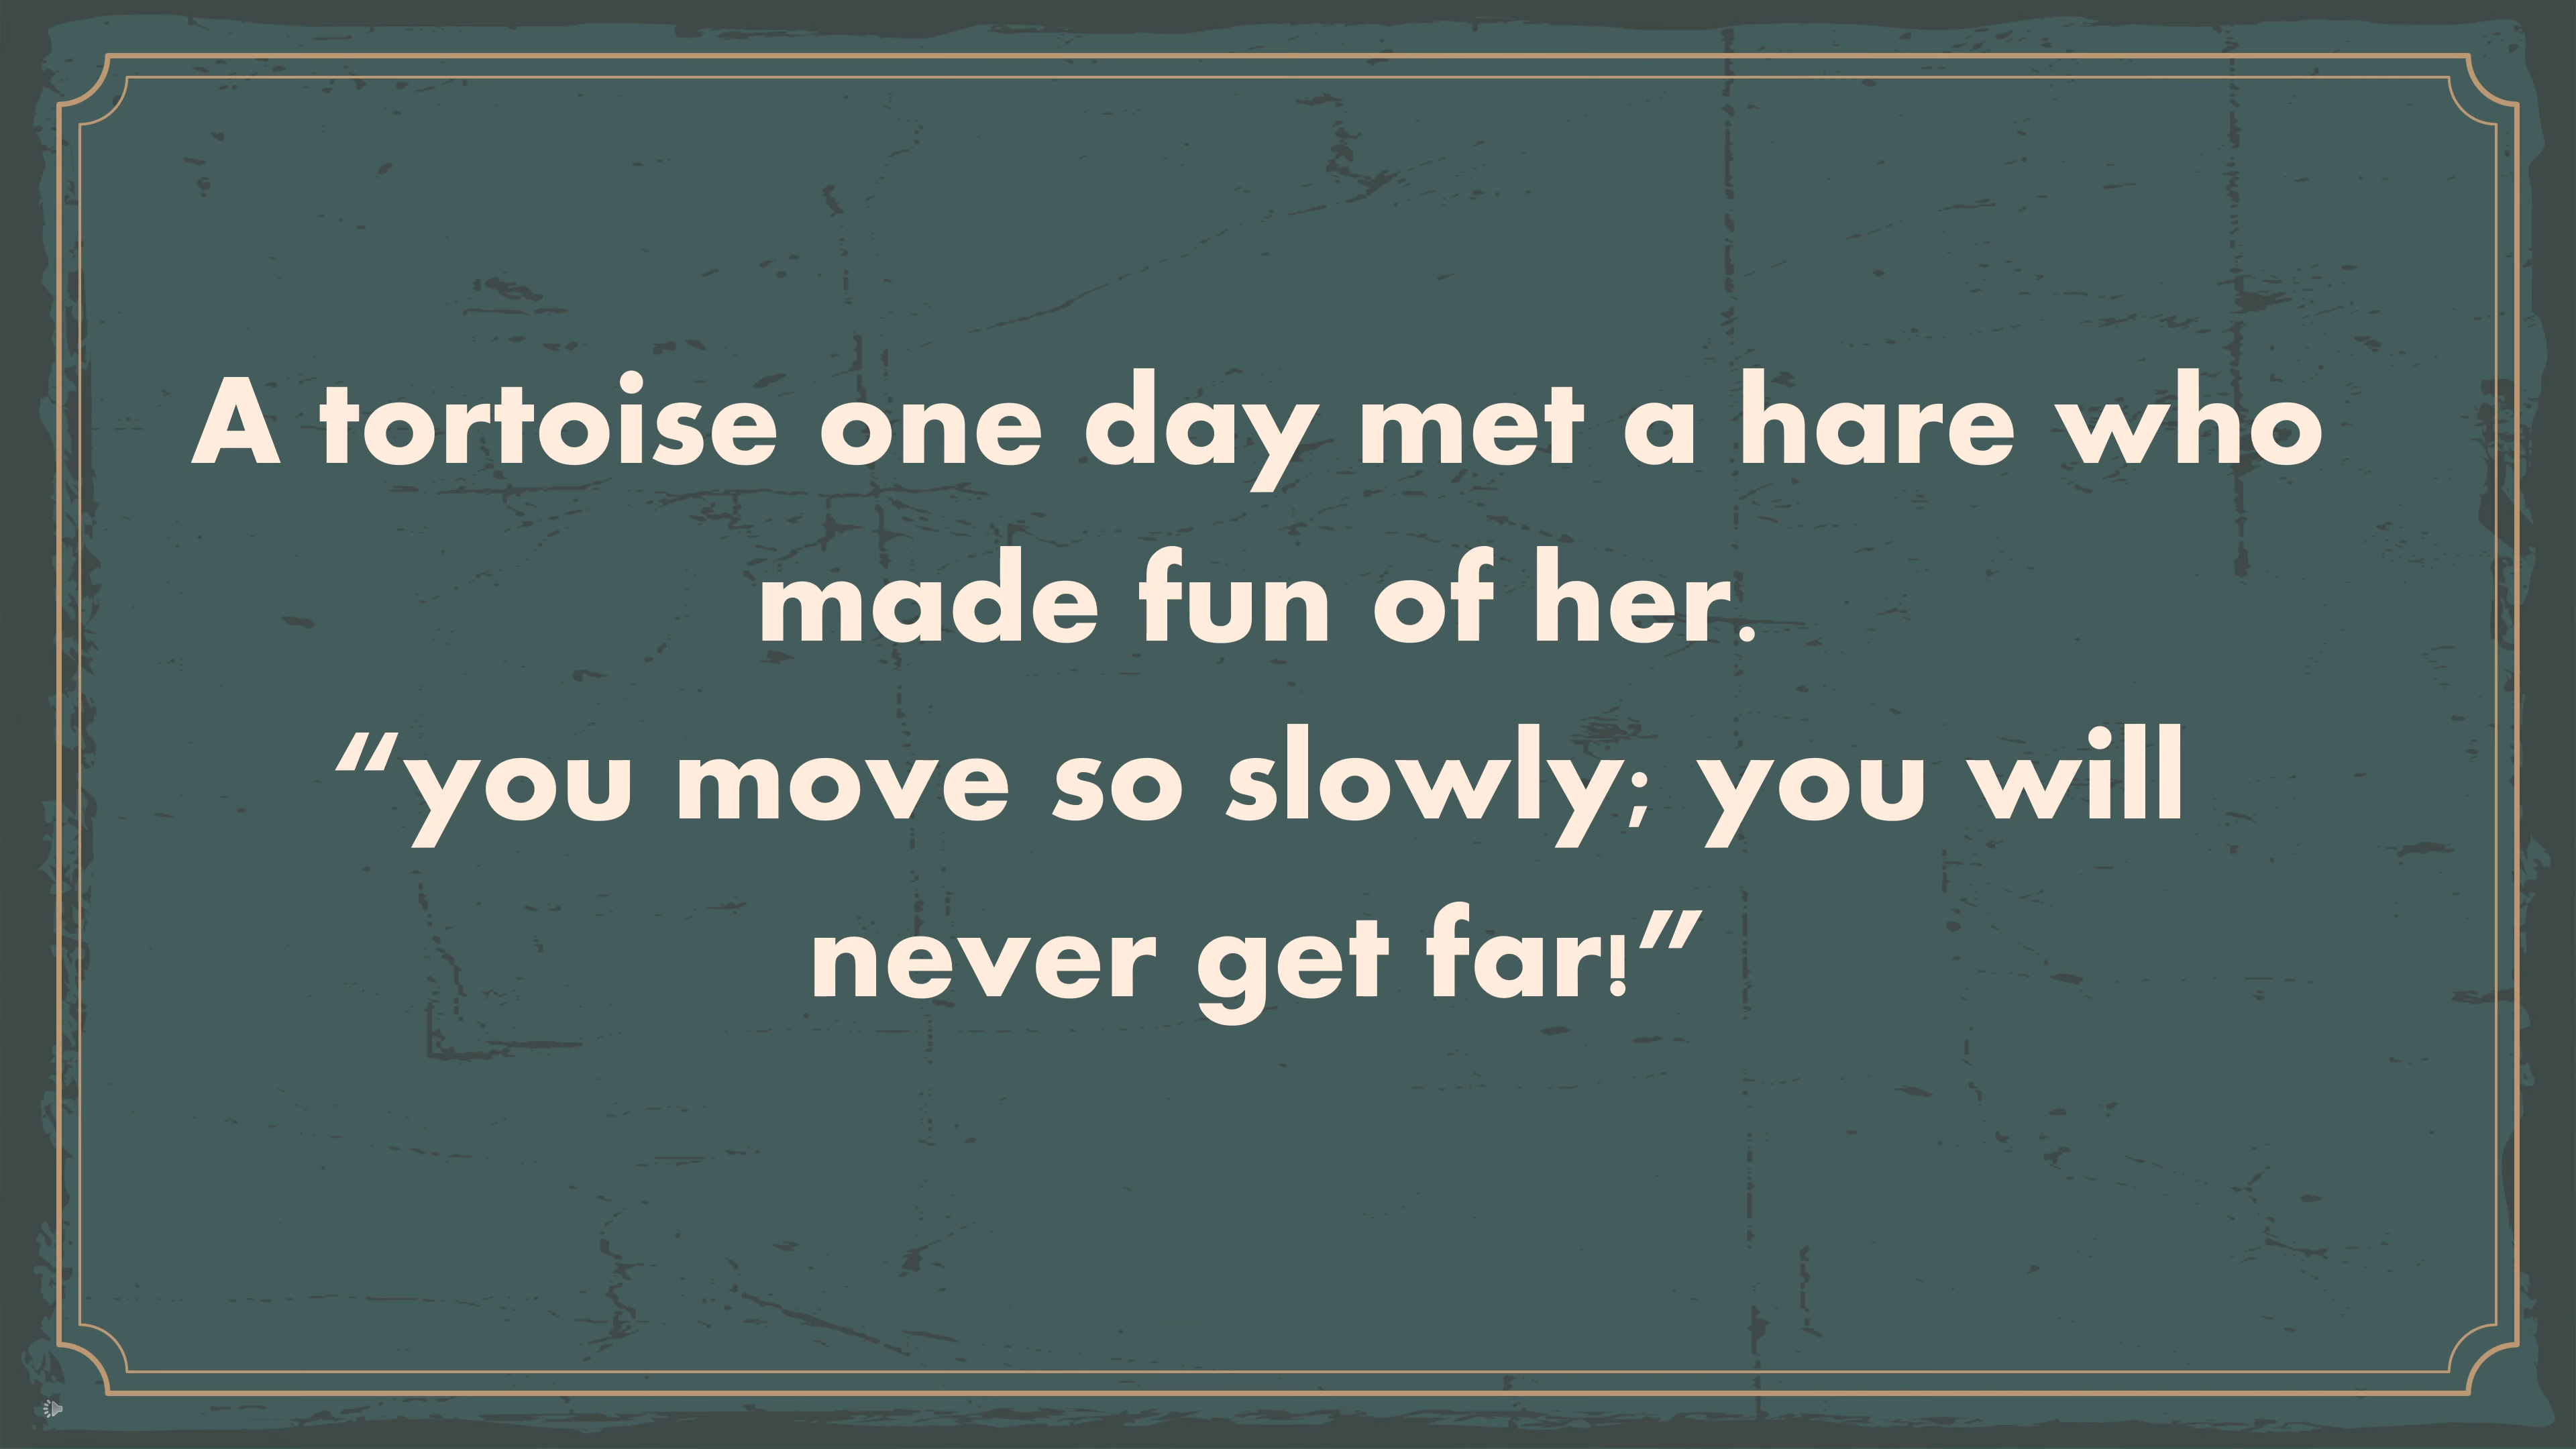 A tortoise one day met a hare who
made fun of her.
“you move so slowly; you will
never get far!”